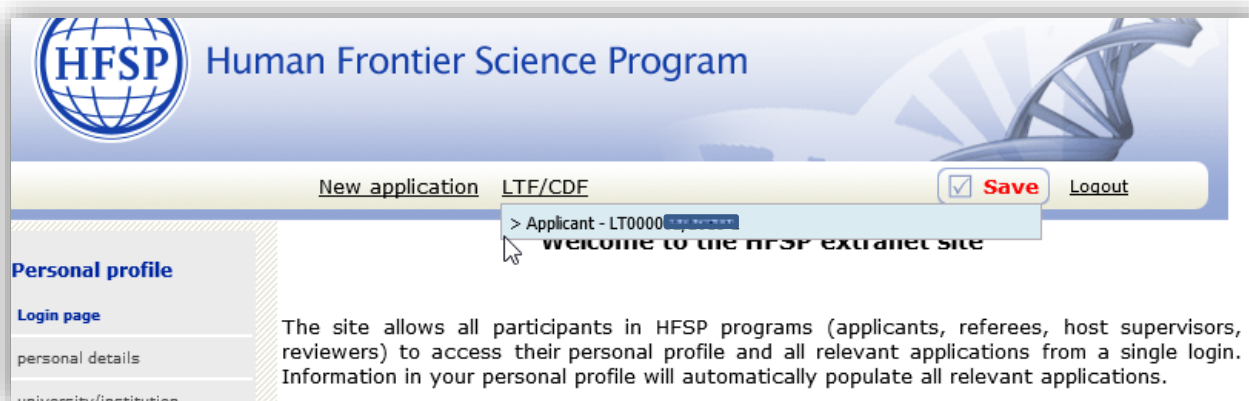 HFSP
Human Frontier Science Program
New application LTF/CDF Save Logout
> Applicant - LT0000
Welcome to the HFSP extranet site
Personal profile
Login page
personal details
university/institution
The site allows all participants in HFSP programs (applicants, referees, host supervisors,
reviewers) to access their personal profile and all relevant applications from a single login.
Information in your personal profile will automatically populate all relevant applications.